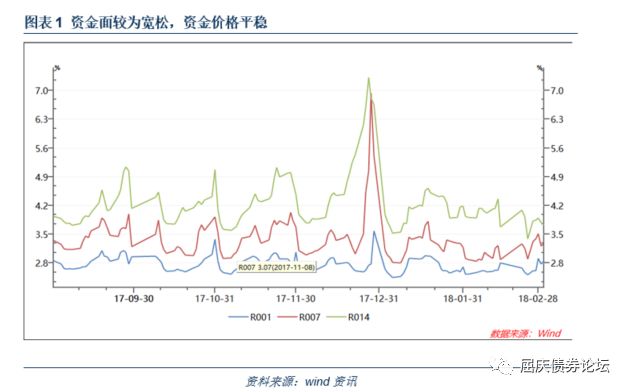 图表 1  资金面较为宽松，资金价格平稳
% %
7.0 7.0
6.3 6.3
5.6 5.6
4.9 4.9
4.2 4.2
3.5 3.5
2.8 2.8
R007 3.07(2017-11-08)
17-09-30 17-10-31 17-11-30 17-12-31 18-01-31 18-02-28
R001 R007 R014
数据来源：Wind
资料来源：wind 资讯
屈庆债券论坛